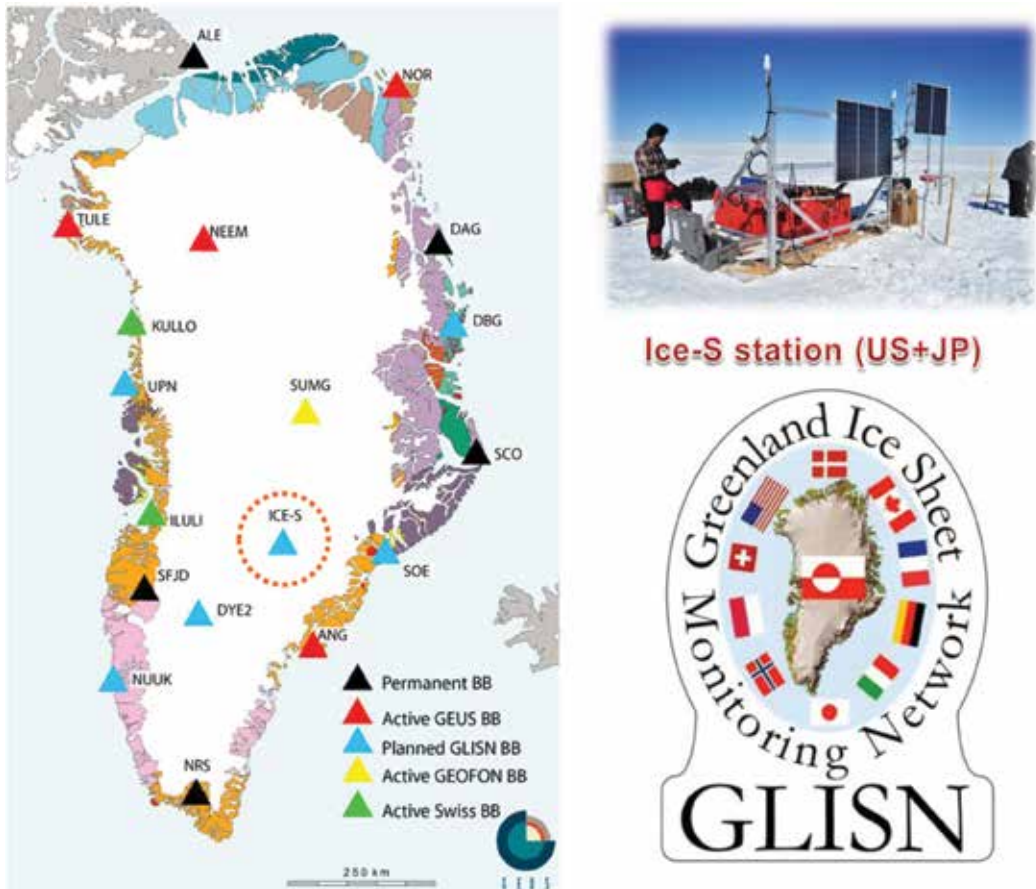 ALE
NOR
TULE
NEEM
DAG
KULLO
DBG
UPN
SUMG
SCO
ILULI
ICE-S
SFJD
SOE
DYE2
ANG
NUUK
NRS
Permanent BB
Active GEUS BB
Planned GLISN BB
Active GEOFON BB
Active Swiss BB
250 km
G E U S
Ice-S station (US+JP)
Greenland Ice Sheet
Monitoring Network
GLISN